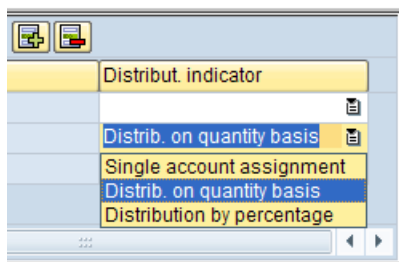 Distribut. indicator
Distrib. on quantity basis
Single account assignment
Distrib. on quantity basis
Distribution by percentage